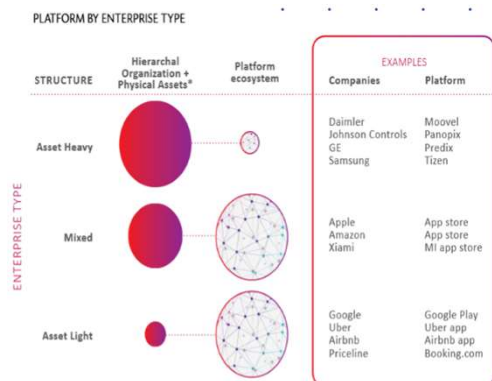 PLATFORM BY ENTERPRISE TYPE
EXAMPLES
STRUCTURE
Hierarchal
Organization +
Physical Assets*
Platform
ecosystem
Companies
Platform
ENTERPRISE TYPE
Asset Heavy
Daimler Moovel
Johnson Controls Panopix
GE Predix
Samsung Tizen
Mixed
Apple App store
Amazon App store
Xiami MI app store
Asset Light
Google Google Play
Uber Uber app
Airbnb Airbnb app
Priceline Booking.com